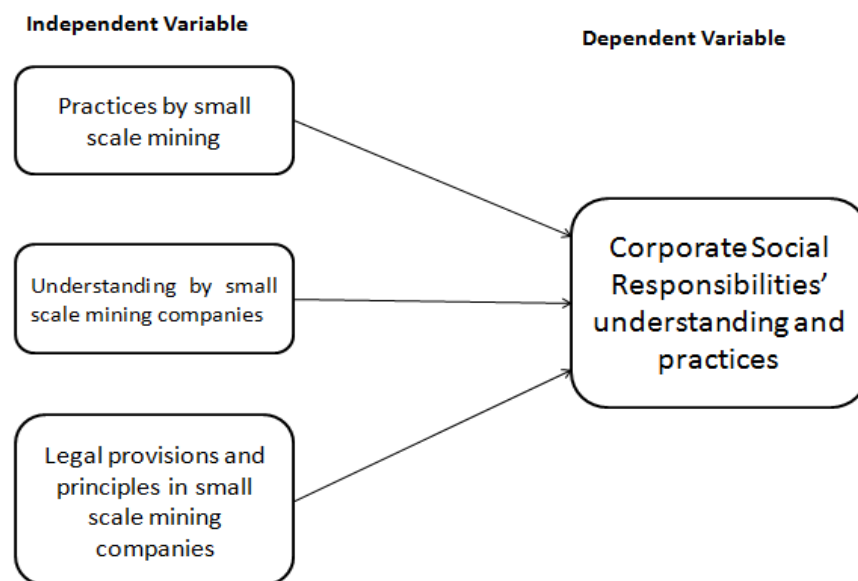 Independent Variable
Dependent Variable
Practices by small
scale mining
Understanding by small
scale mining companies
Legal provisions and
principles in small
scale mining
companies
Corporate Social
Responsibilities’
understanding and
practices